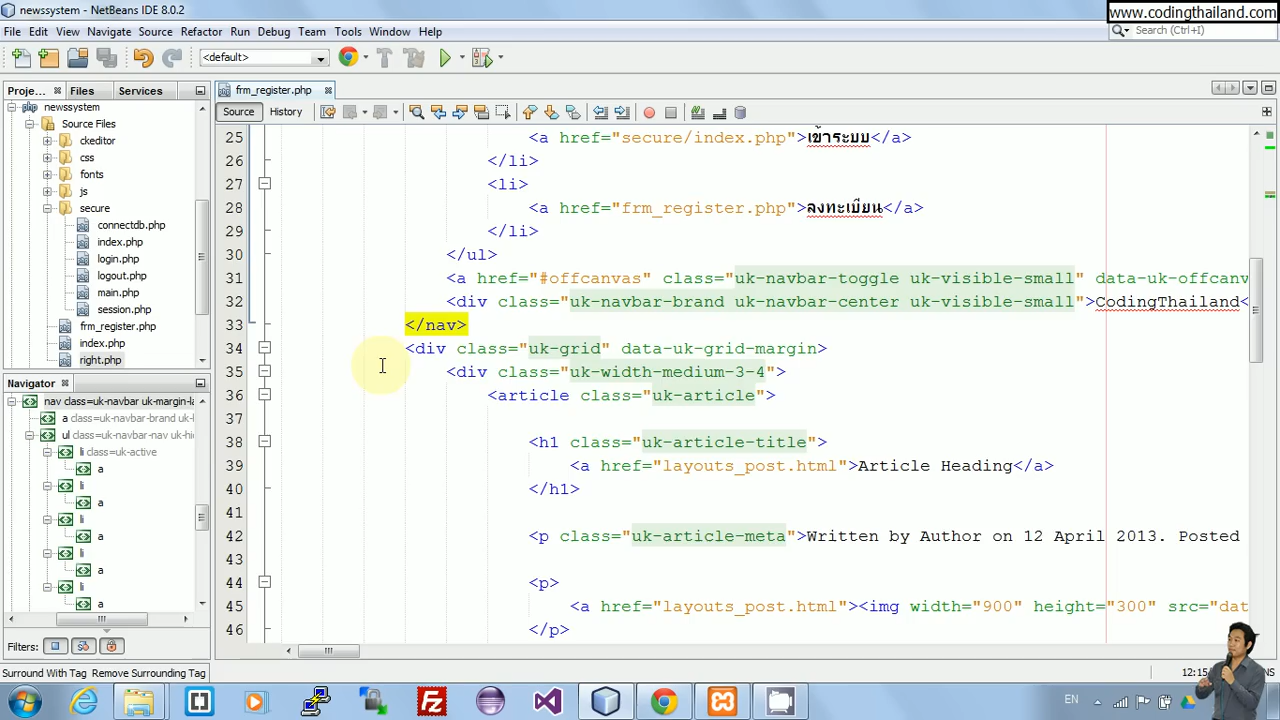 newssystem - NetBeans IDE 8.0.2
www.codingthailand.com
File Edit View Navigate Source Refactor Run Debug Team Tools Window Help
Search (Ctrl+I)
<default>
Proje... Files Services
frm_register.php
Source History
newssystem
Source Files
ckeditor
css
fonts
js
secure
connectdb.php
index.php
login.php
logout.php
main.php
session.php
frm_register.php
index.php
right.php
Navigator
nav class=uk-navbar uk-margin-la
a class=uk-navbar-brand uk-h
ul class=uk-navbar-nav uk-hi
li class=uk-active
a
li
a
li
a
li
a
li
a
Filters:
25 <a href="secure/index.php">เข้าระบบ</a>
26 </li>
27 <li>
28 <a href="frm_register.php">ลงทะเบียน</a>
29 </li>
30 </ul>
31 <a href="#offcanvas" class="uk-navbar-toggle uk-visible-small" data-uk-offcanv
32 <div class="uk-navbar-brand uk-navbar-center uk-visible-small">CodingThailand<
33 </nav>
34 <div class="uk-grid" data-uk-grid-margin>
35 <div class="uk-width-medium-3-4">
36 <article class="uk-article">
37
38 <h1 class="uk-article-title">
39 <a href="layouts_post.html">Article Heading</a>
40 </h1>
41
42 <p class="uk-article-meta">Written by Author on 12 April 2013. Posted
43
44 <p>
45 <a href="layouts_post.html"><img width="900" height="300" src="dat
46 </p>
Surround With Tag Remove Surrounding Tag
12:15
NS
EN